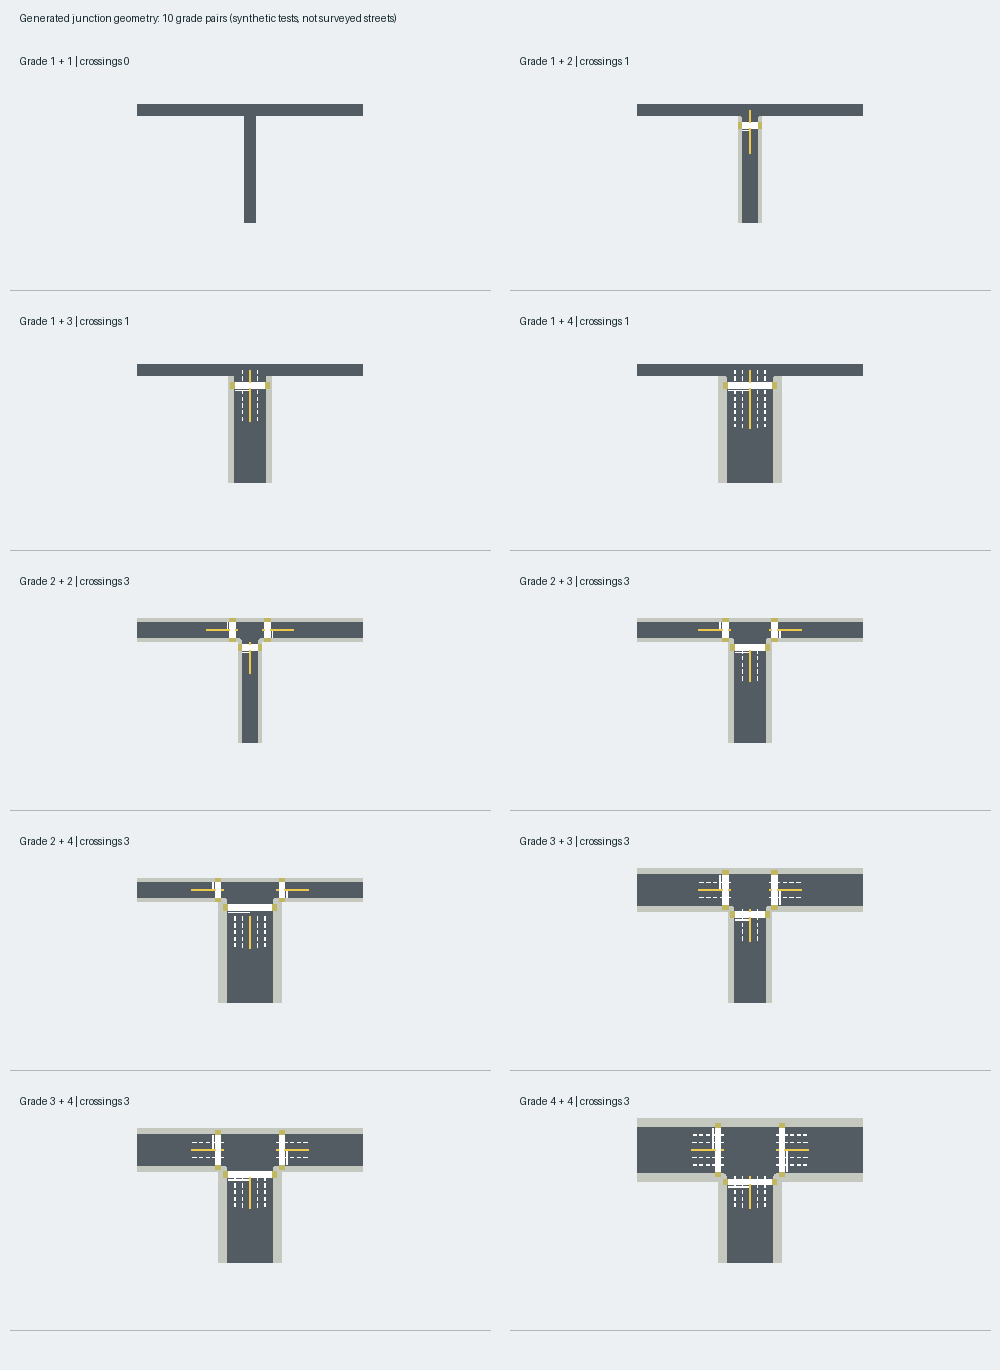 Generated junction geometry: 10 grade pairs (synthetic tests, not surveyed streets)
Grade 1 + 1 | crossings 0
Grade 1 + 2 | crossings 1
Grade 1 + 3 | crossings 1
Grade 1 + 4 | crossings 1
Grade 2 + 2 | crossings 3
Grade 2 + 3 | crossings 3
Grade 2 + 4 | crossings 3
Grade 3 + 3 | crossings 3
Grade 3 + 4 | crossings 3
Grade 4 + 4 | crossings 3